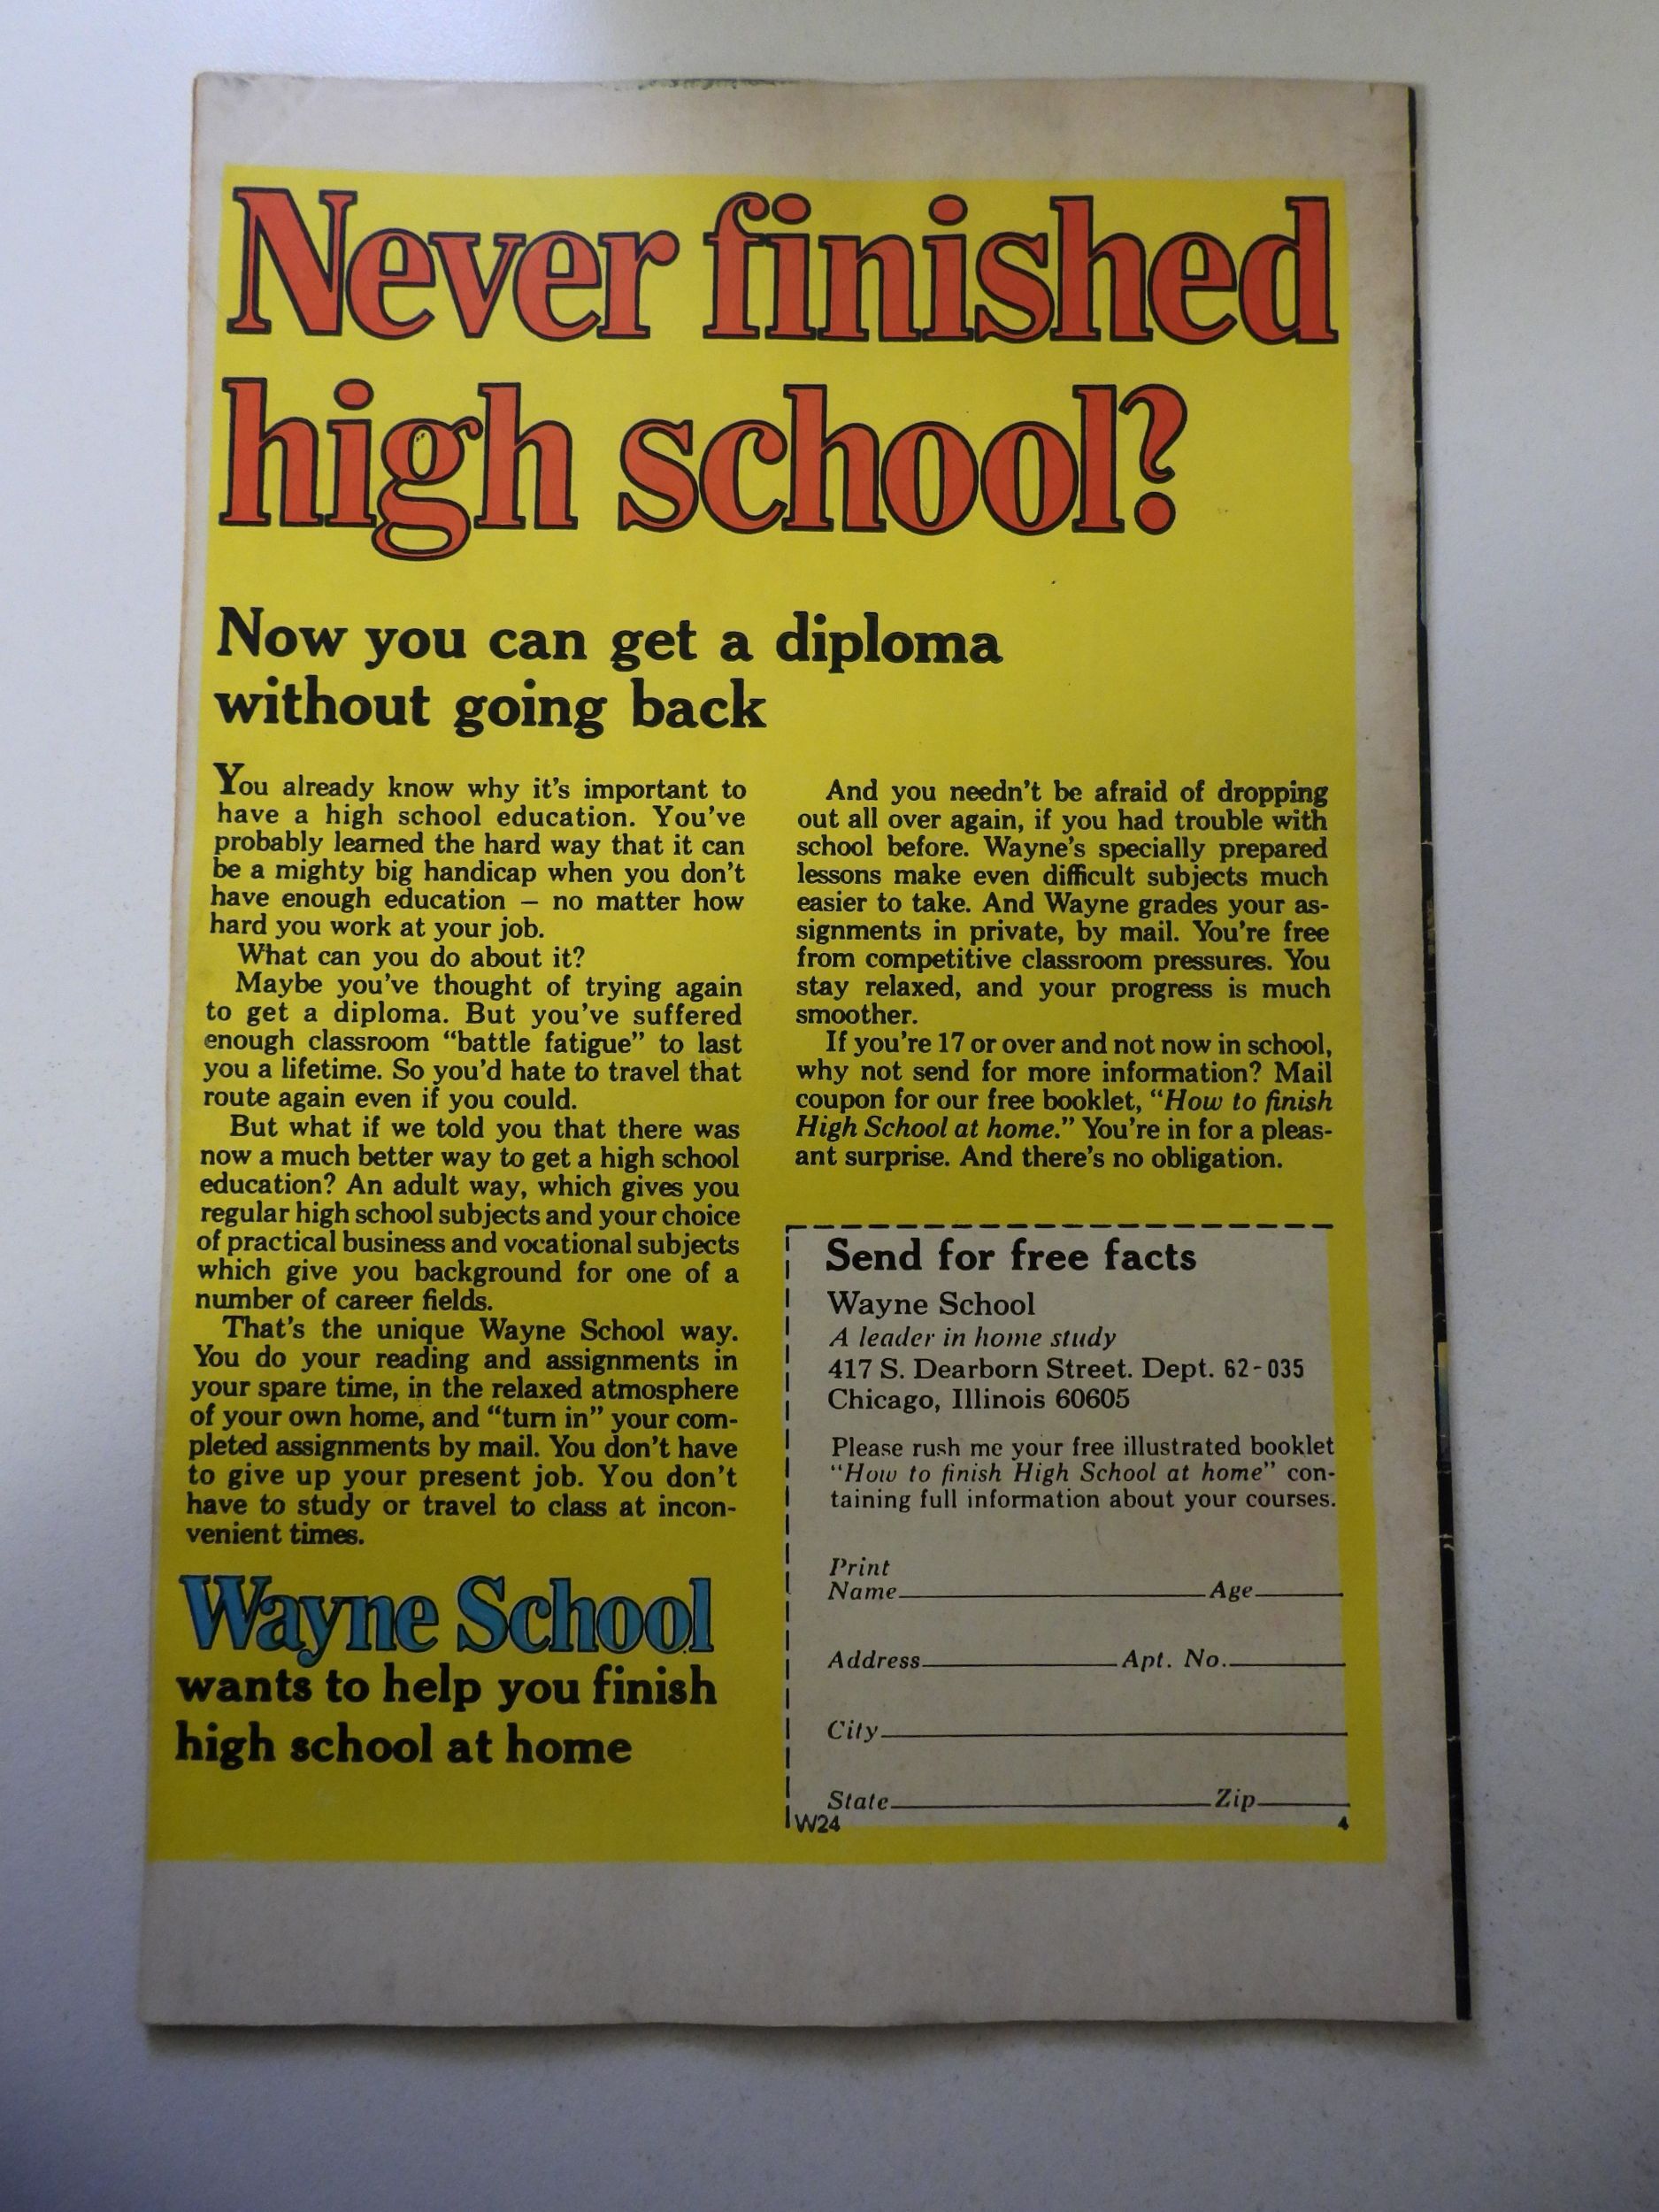 Never finished
high school?
Now you can get a diploma
without going back
You already know why it's important to
have a high school education. You've
probably learned the hard way that it can
be a mighty big handicap when you don't
have enough education — no matter how
hard you work at your job.
What can you do about it?
Maybe you've thought of trying again
to get a diploma. But you've suffered
enough classroom “battle fatigue” to last
you a lifetime. So you'd hate to travel that
route again even if you could.
But what if we told you that there was
now a much better way to get a high school
education? An adult way, which gives you
regular high school subjects and your choice
of practical business and vocational subjects
which give you background for one of a
number of career fields.
That's the unique Wayne School way.
You do your reading and assignments in
your spare time, in the relaxed atmosphere
of your own home, and “turn in” your com-
pleted assignments by mail. You don't have
to give up your present job. You don't
have to study or travel to class at incon-
venient times.
Wayne School
wants to help you finish
high school at home
And you needn't be afraid of dropping
out all over again, if you had trouble with
school before. Wayne's specially prepared
lessons make even difficult subjects much
easier to take. And Wayne grades your as-
signments in private, by mail. You're free
from competitive classroom pressures. You
stay relaxed, and your progress is much
smoother.
If you're 17 or over and not now in school,
why not send for more information? Mail
coupon for our free booklet, “How to finish
High School at home.” You're in for a pleas-
ant surprise. And there's no obligation.
Send for free facts
Wayne School
A leader in home study
417 S. Dearborn Street. Dept. 62-035
Chicago, Illinois 60605
Please rush me your free illustrated booklet
“How to finish High School at home” con-
taining full information about your courses.
Print
Name Age
Address Apt. No.
City
State Zip
W24 4